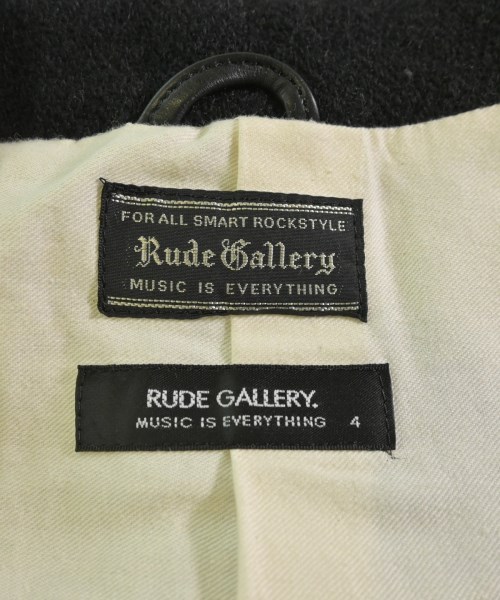 FOR ALL SMART ROCKSTYLE
Rude Gallery
MUSIC IS EVERYTHING
RUDE GALLERY.
MUSIC IS EVERYTHING 4